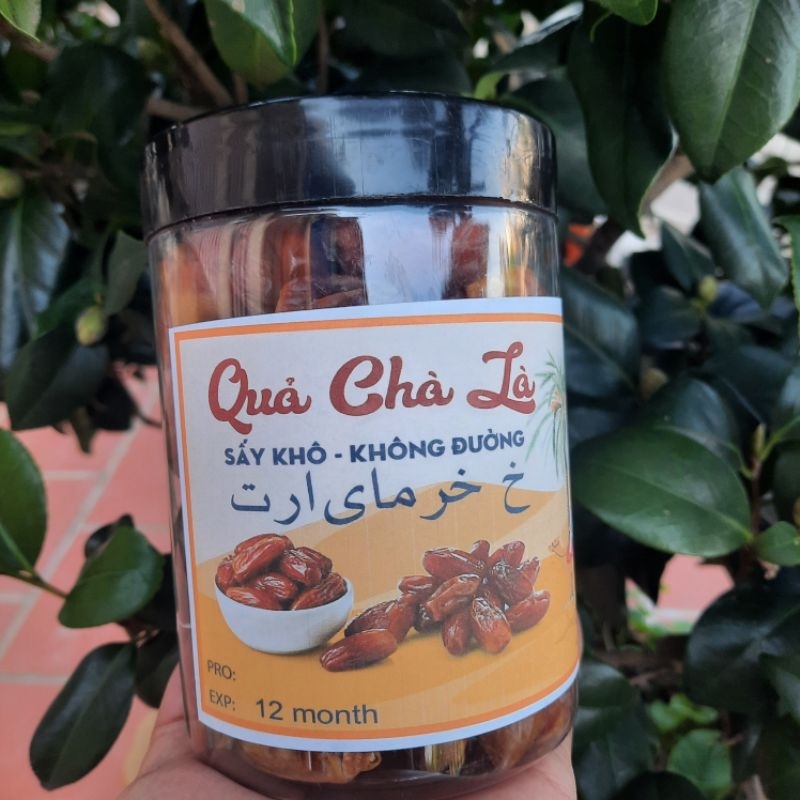 Quả Chà Là
SẤY KHÔ - KHÔNG ĐƯỜNG
خ خرمای ارت
PRO:
EXP: 12 month